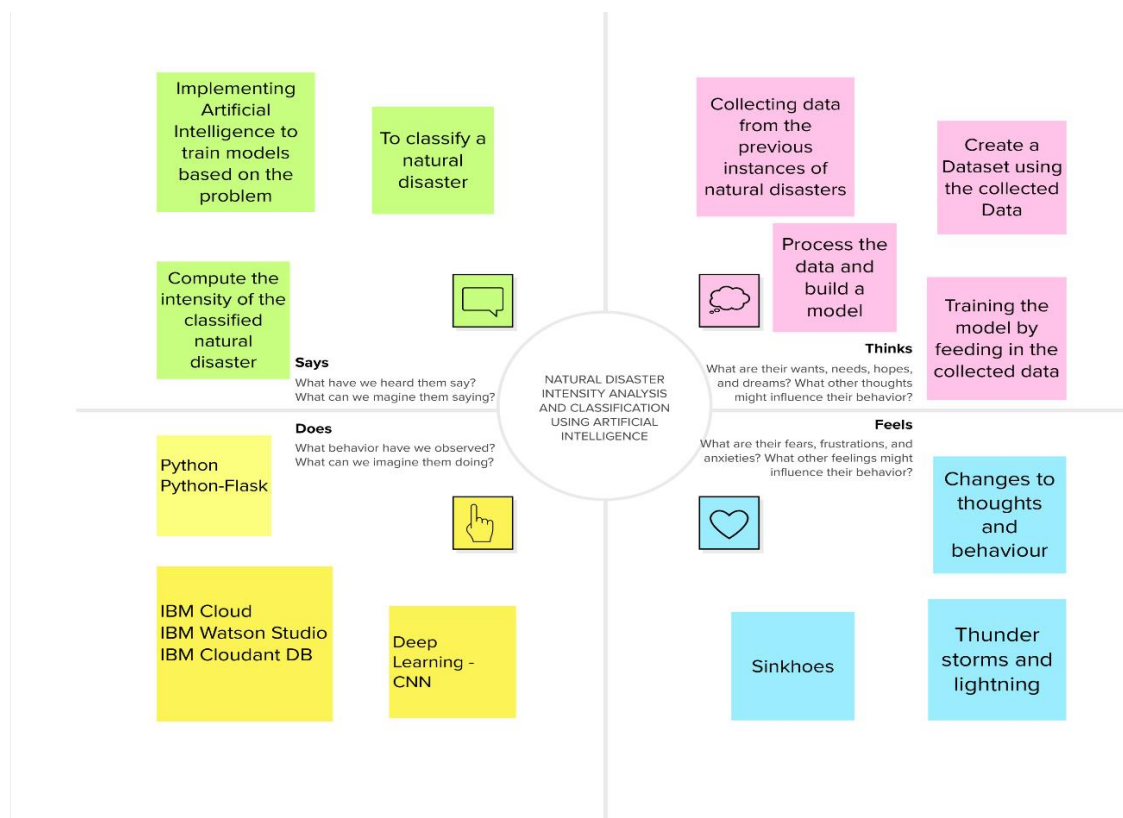 Implementing
Artificial
Intelligence to
train models
based on the
problem
To classify a
natural
disaster
Compute the
intensity of the
classified
natural
disaster
Says
What have we heard them say?
What can we magine them saying?
Collecting data
from the
previous
instances of
natural disasters
Create a
Dataset using
the collected
Data
Process the
data and
build a
model
Training the
model by
feeding in the
collected data
Thinks
What are their wants, needs, hopes,
and dreams? What other thoughts
might influence their behavior?
NATURAL DISASTER
INTENSITY ANALYSIS
AND CLASSIFICATION
USING ARTIFICIAL
INTELLIGENCE
Does
What behavior have we observed?
What can we imagine them doing?
Python
Python-Flask
IBM Cloud
IBM Watson Studio
IBM Cloudant DB
Deep
Learning -
CNN
Feels
What are their fears, frustrations, and
anxieties? What other feelings might
influence their behavior?
Changes to
thoughts
and
behaviour
Sinkhoes
Thunder
storms and
lightning